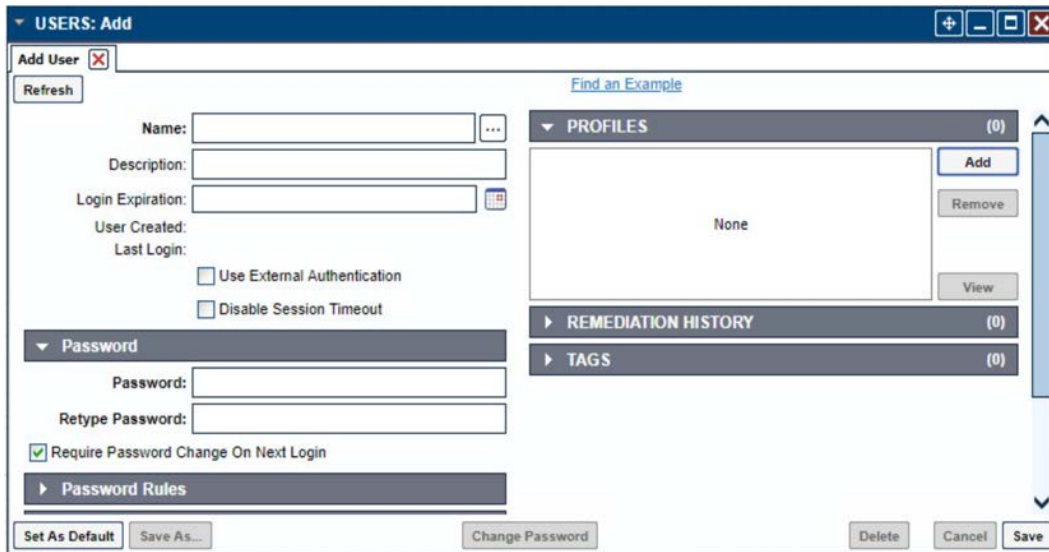 USERS: Add
Add User
Refresh
Find an Example
Name:
...
Description:
Login Expiration:
User Created:
Last Login:
Use External Authentication
Disable Session Timeout
Password
Password:
Retype Password:
Require Password Change On Next Login
Password Rules
PROFILES (0)
Add
Remove
None
View
REMEDIATION HISTORY (0)
TAGS (0)
Set As Default Save As... Change Password Delete Cancel Save